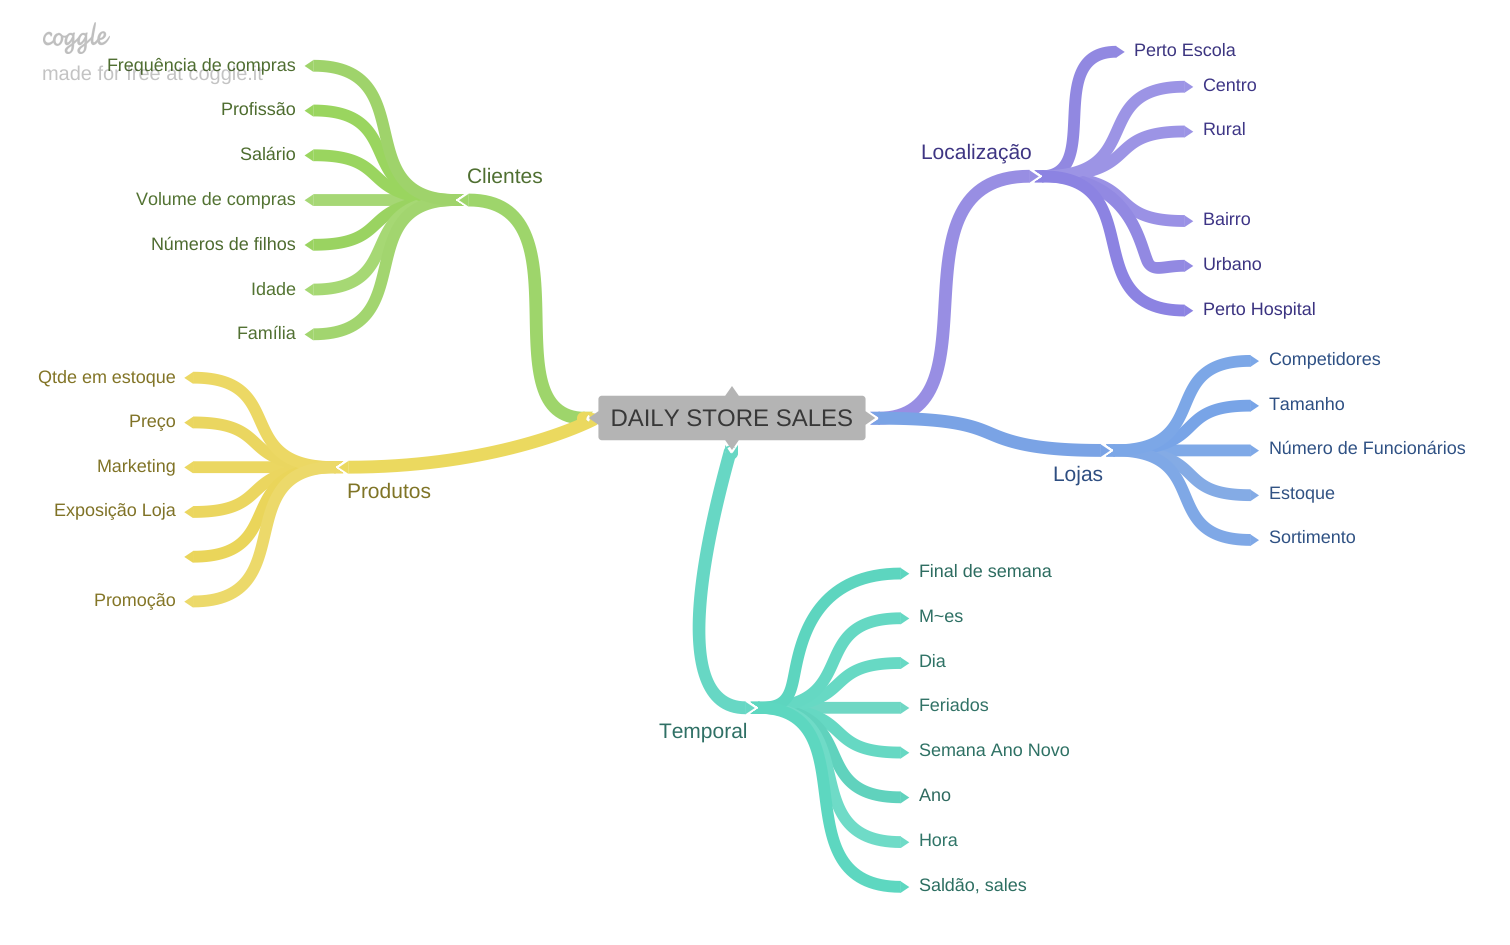 coggle
made for free at coggle.it
Frequência de compras
Profissão
Salário
Volume de compras
Números de filhos
Idade
Família
Clientes
Qtde em estoque
Preço
Marketing
Exposição Loja
Promoção
Produtos
DAILY STORE SALES
Localização
Perto Escola
Centro
Rural
Bairro
Urbano
Perto Hospital
Lojas
Competidores
Tamanho
Número de Funcionários
Estoque
Sortimento
Temporal
Final de semana
M~es
Dia
Feriados
Semana Ano Novo
Ano
Hora
Saldão, sales